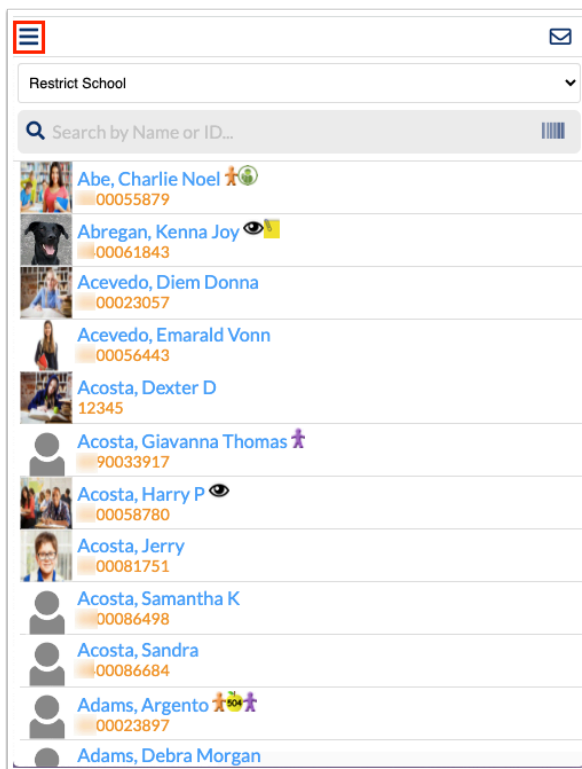 Restrict School
Search by Name or ID...
Abe, Charlie Noel
00055879
Abregan, Kenna Joy
00061843
Acevedo, Diem Donna
00023057
Acevedo, Emarald Vonn
00056443
Acosta, Dexter D
12345
Acosta, Giavanna Thomas
90033917
Acosta, Harry P
00058780
Acosta, Jerry
00081751
Acosta, Samantha K
00086498
Acosta, Sandra
00086684
Adams, Argento 504
00023897
Adams, Debra Morgan